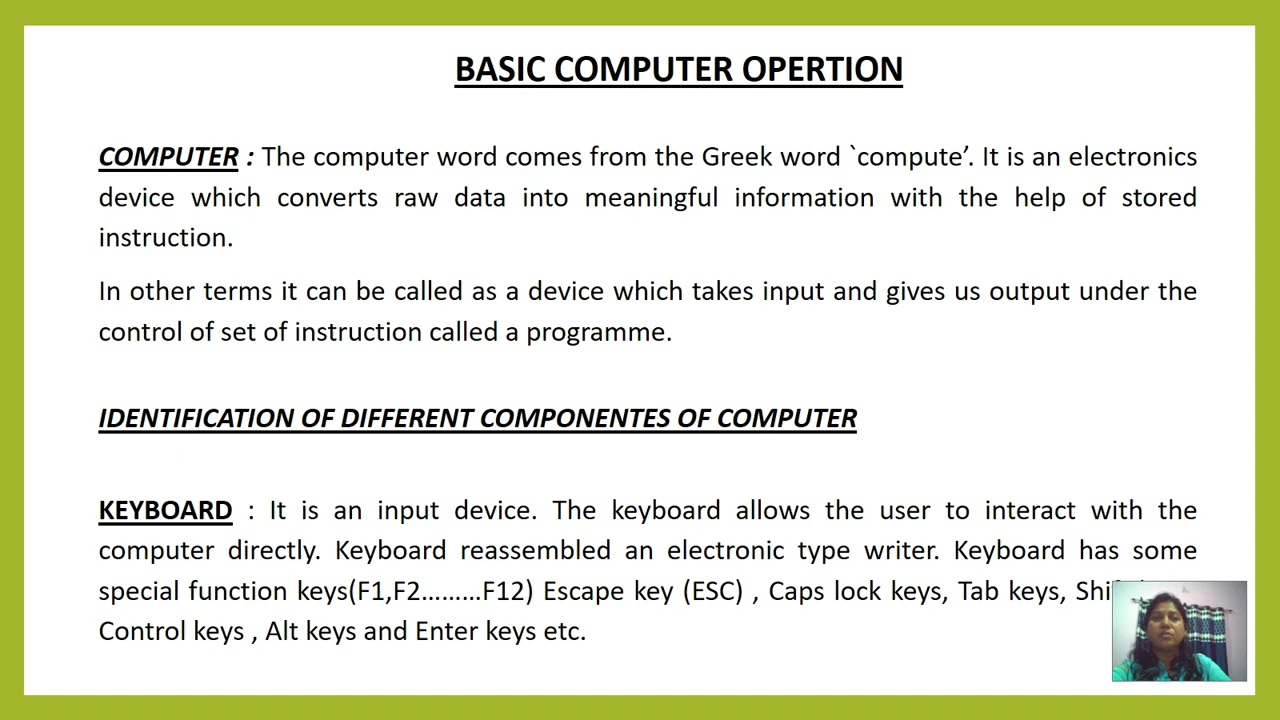 BASIC COMPUTER OPERTION
COMPUTER : The computer word comes from the Greek word `compute’. It is an electronics
device which converts raw data into meaningful information with the help of stored
instruction.
In other terms it can be called as a device which takes input and gives us output under the
control of set of instruction called a programme.
IDENTIFICATION OF DIFFERENT COMPONENTES OF COMPUTER
KEYBOARD : It is an input device. The keyboard allows the user to interact with the
computer directly. Keyboard reassembled an electronic type writer. Keyboard has some
special function keys(F1,F2………F12) Escape key (ESC) , Caps lock keys, Tab keys,
Control keys , Alt keys and Enter keys etc.